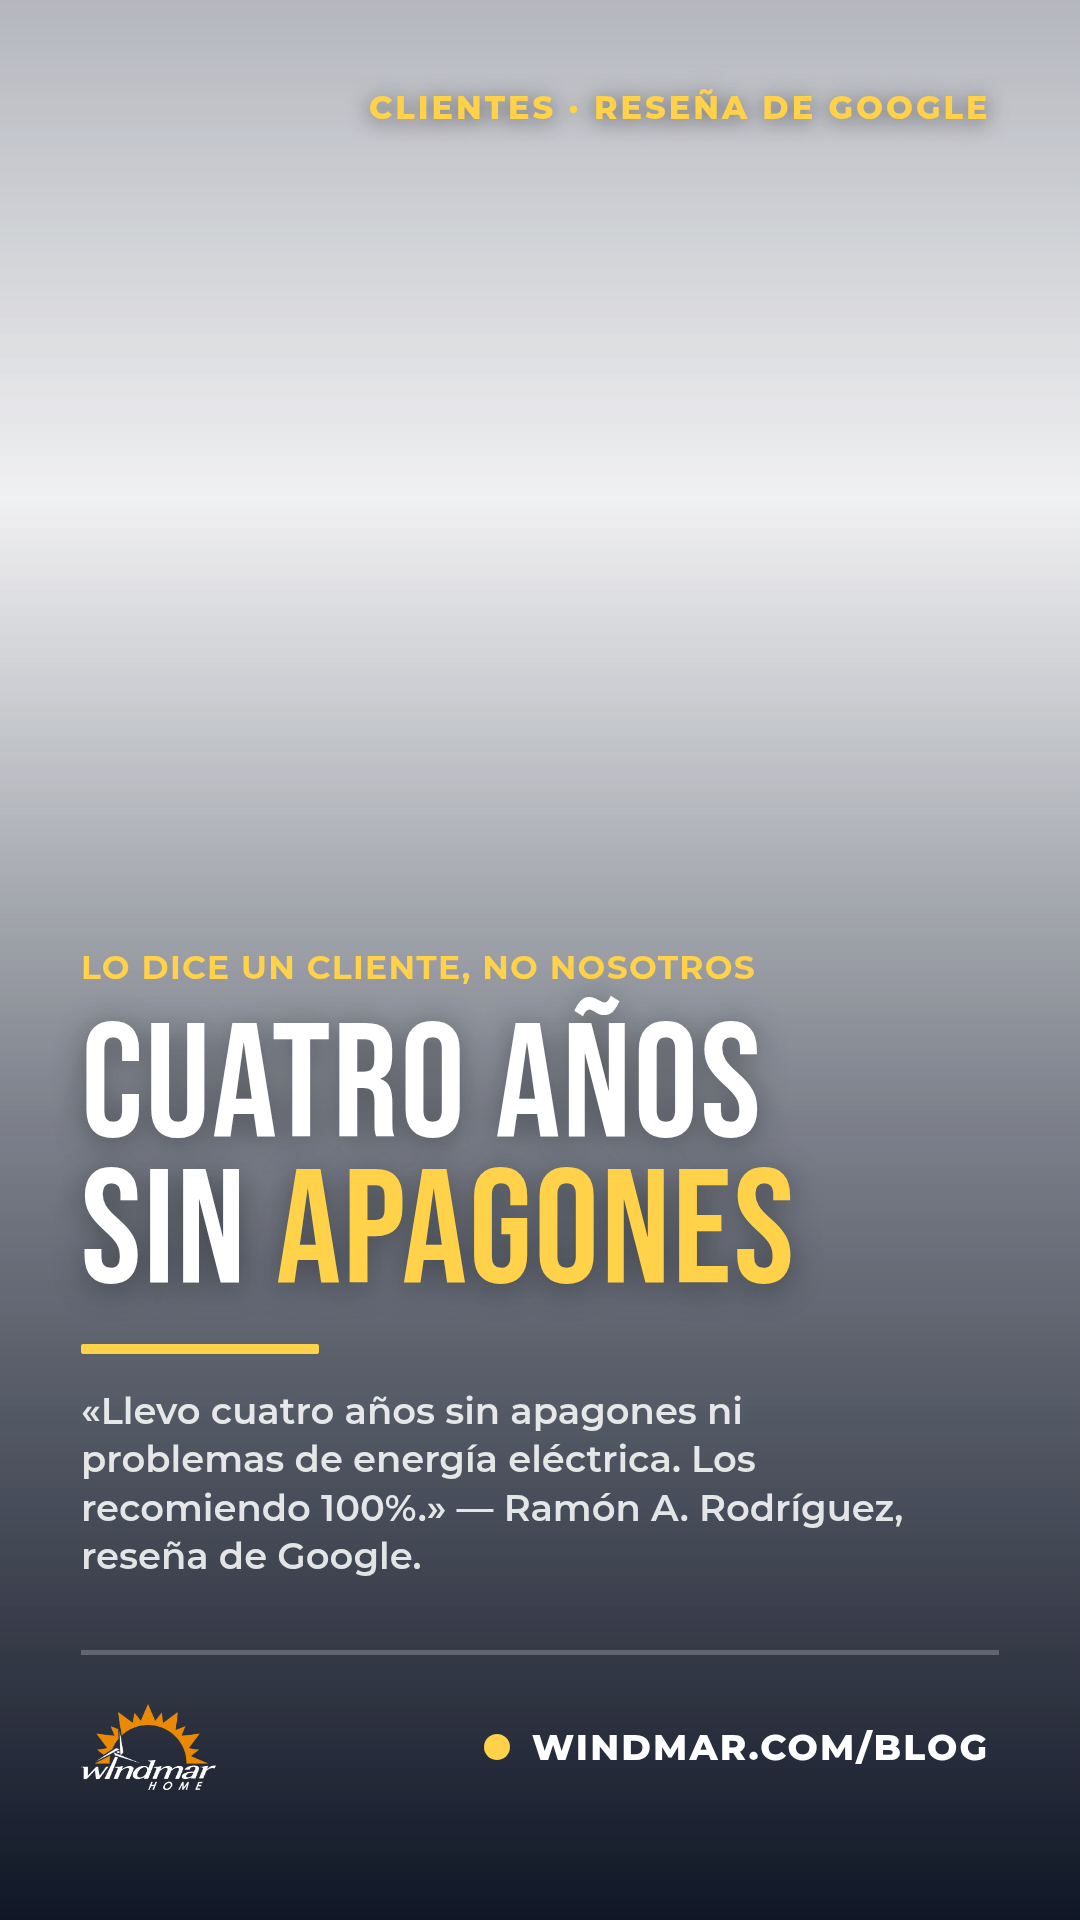 CLIENTES · RESEÑA DE GOOGLE
LO DICE UN CLIENTE, NO NOSOTROS
CUATRO AÑOS
SIN APAGONES
«Llevo cuatro años sin apagones ni
problemas de energía eléctrica. Los
recomiendo 100%.» — Ramón A. Rodríguez,
reseña de Google.
windmar
HOME
WINDMAR.COM/BLOG